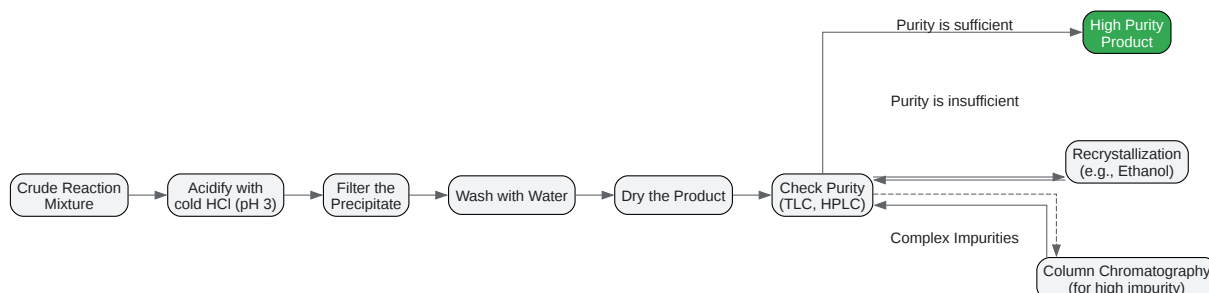 Purity is sufficient
High Purity
Product
Purity is insufficient
Recrystallization
(e.g., Ethanol)
Crude Reaction
Mixture
Acidify with
cold HCl (pH 3)
Filter the
Precipitate
Wash with Water
Dry the Product
Check Purity
(TLC, HPLC)
Complex Impurities
Column Chromatography
(for high impurity)